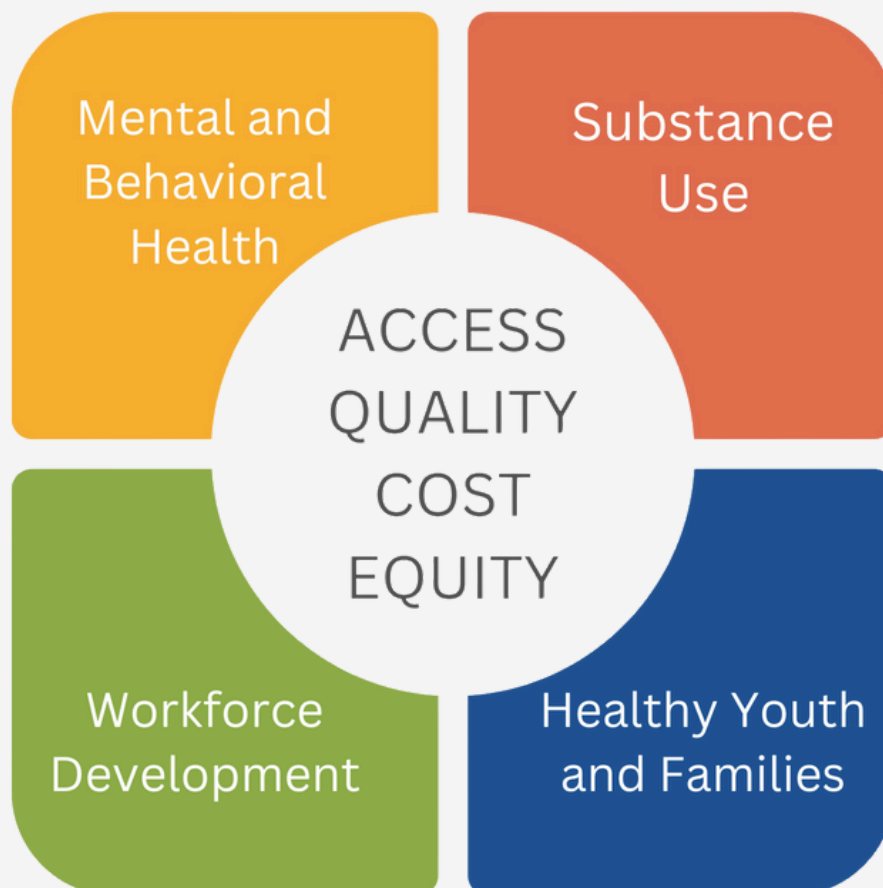 Mental and
Behavioral
Health
Substance
Use
ACCESS
QUALITY
COST
EQUITY
Workforce
Development
Healthy Youth
and Families